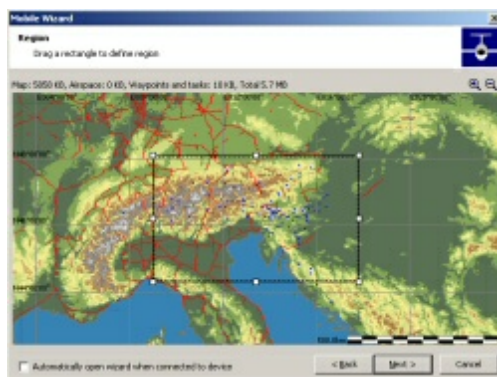 Mobile Wizard
Region
Drag a rectangle to define region
Map: 5858 KB, Airspace: 0 KB, Waypoints and tasks: 18 KB, Total 5.7 MB
Automatically open wizard when connected to device
< Back
Next >
Cancel